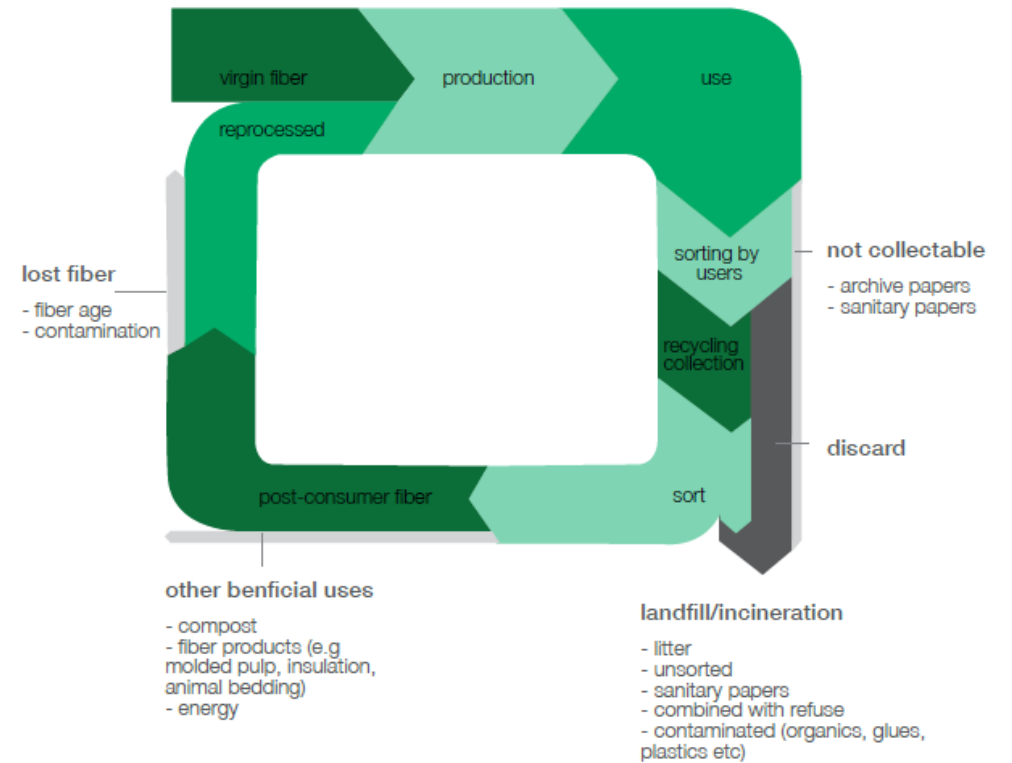 virgin fiber
production
use
reprocessed
sorting by
users
not collectable
- archive papers
- sanitary papers
lost fiber
- fiber age
- contamination
recycling
collection
discard
post-consumer fiber
sort
other benficial uses
- compost
- fiber products (e.g
molded pulp, insulation,
animal bedding)
- energy
landfill/incineration
- litter
- unsorted
- sanitary papers
- combined with refuse
- contaminated (organics, glues,
plastics etc)